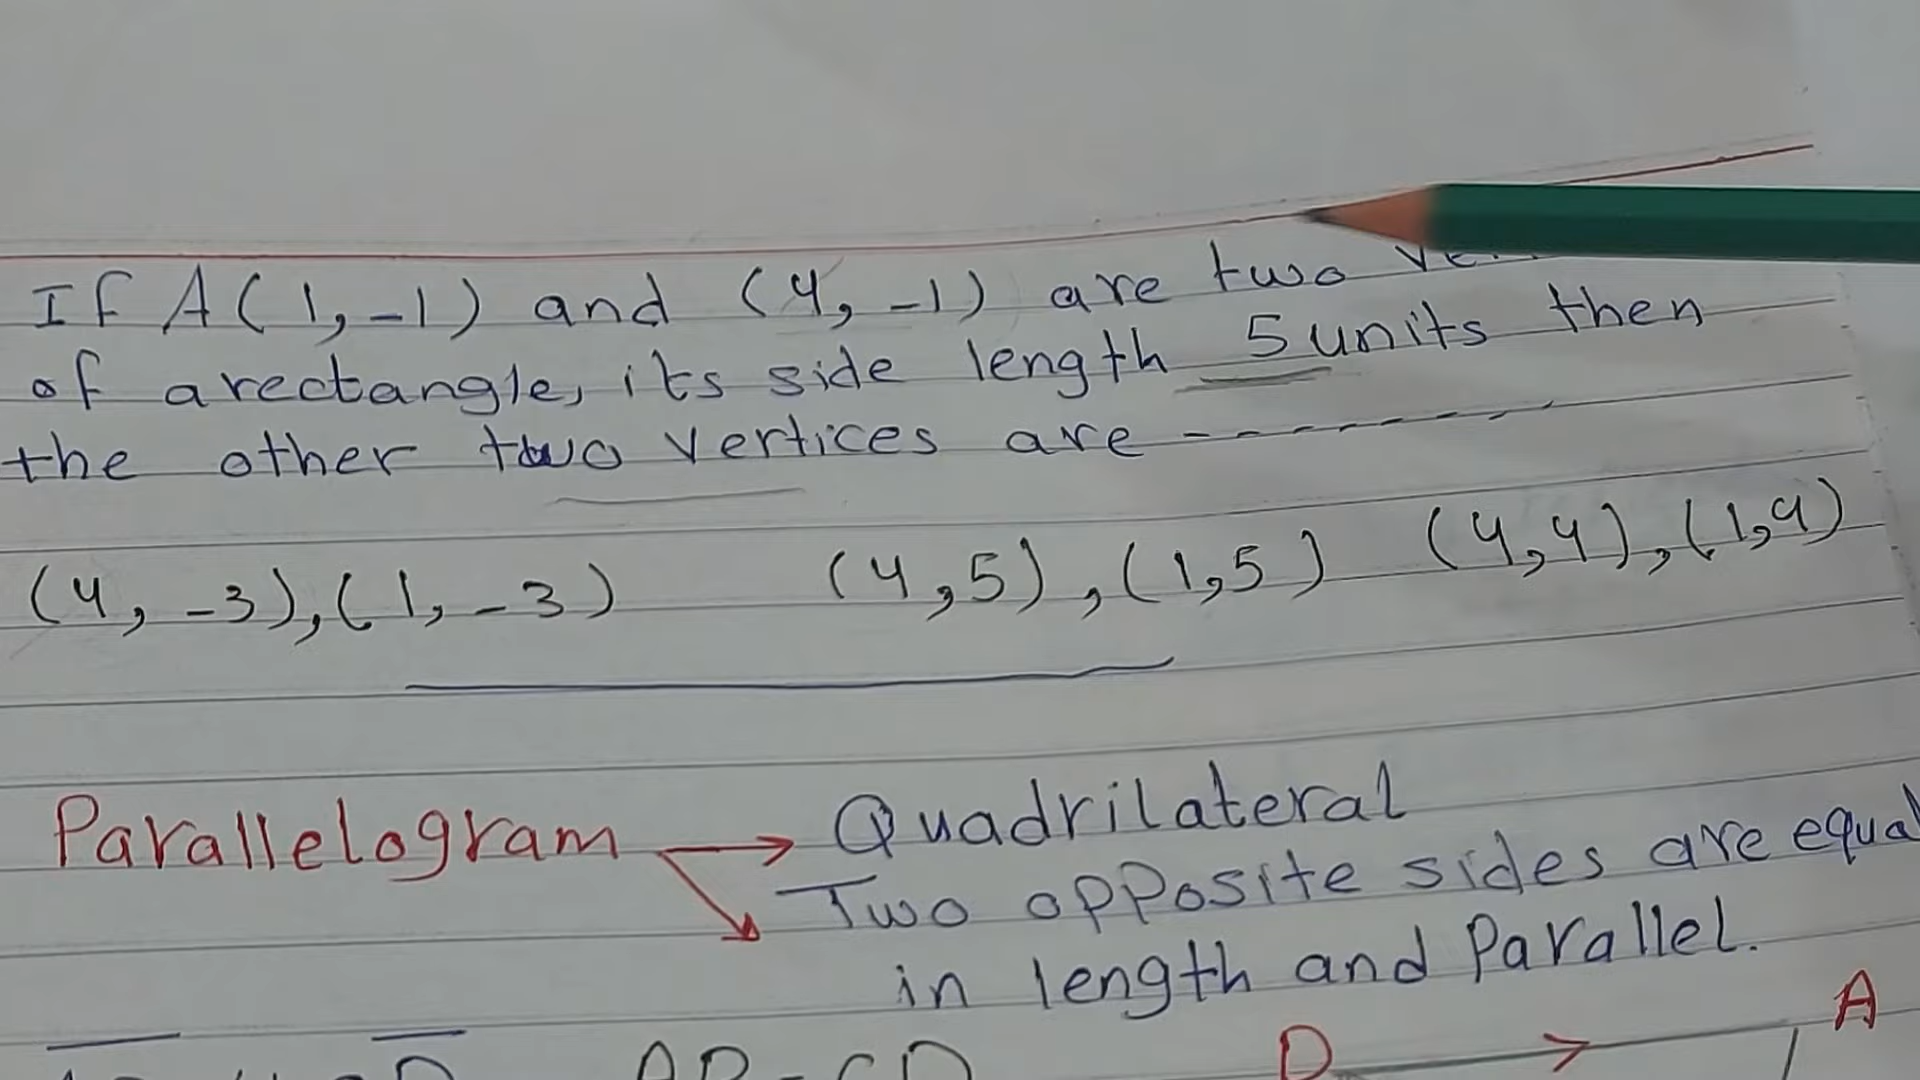 If A(1,-1) and (4,-1) are two
of a rectangle, its side length 5 units then
the other two vertices are ---------
(4,-3),(1,-3) (4,5),(1,5) (4,4),(1,4)
Parallelogram → Quadrilateral
Two opposite sides are equal
in length and Parallel.
A
D